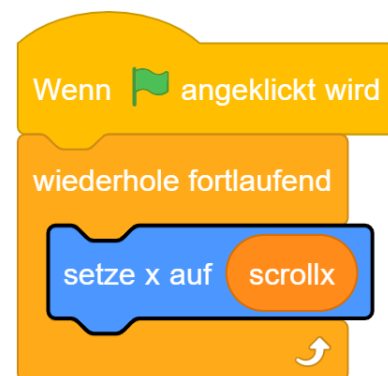 Wenn angeklickt wird
wiederhole fortlaufend
setze x auf scrollx